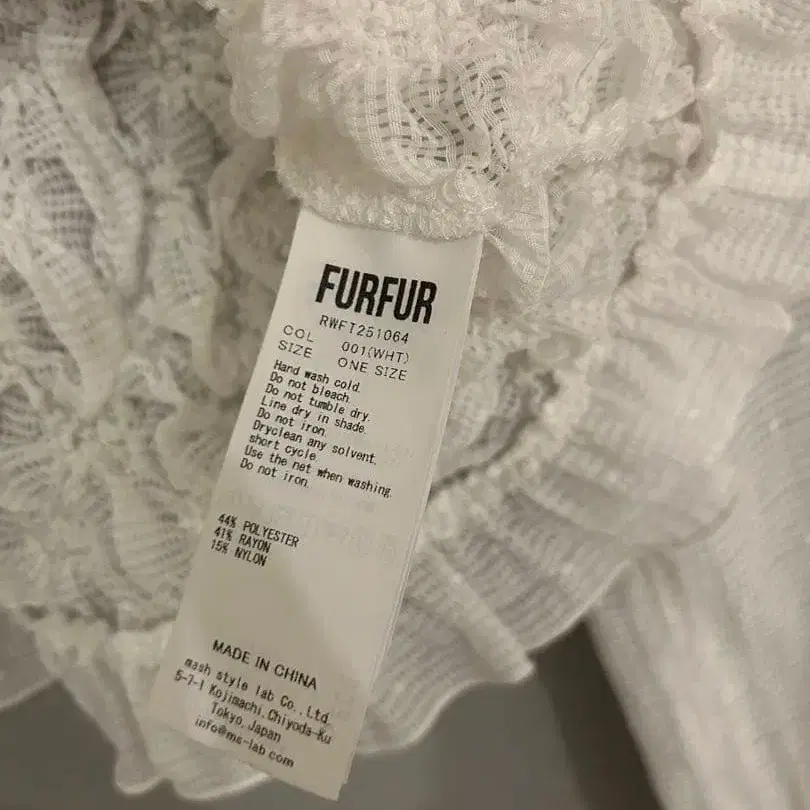 FURFUR
RWFT251064
COL 001(WHT)
SIZE ONE SIZE
Hand wash cold.
Do not bleach.
Do not tumble dry.
Line dry in shade.
Do not iron.
Dryclean any solvent,
short cycle.
Use the net when washing.
Do not iron.
44% POLYESTER
41% RAYON
15% NYLON
MADE IN CHINA
mash style lab Co.,Ltd.
5-7-1 Kojimachi,Chiyoda-Ku
Tokyo,Japan
info@ms-lab.com